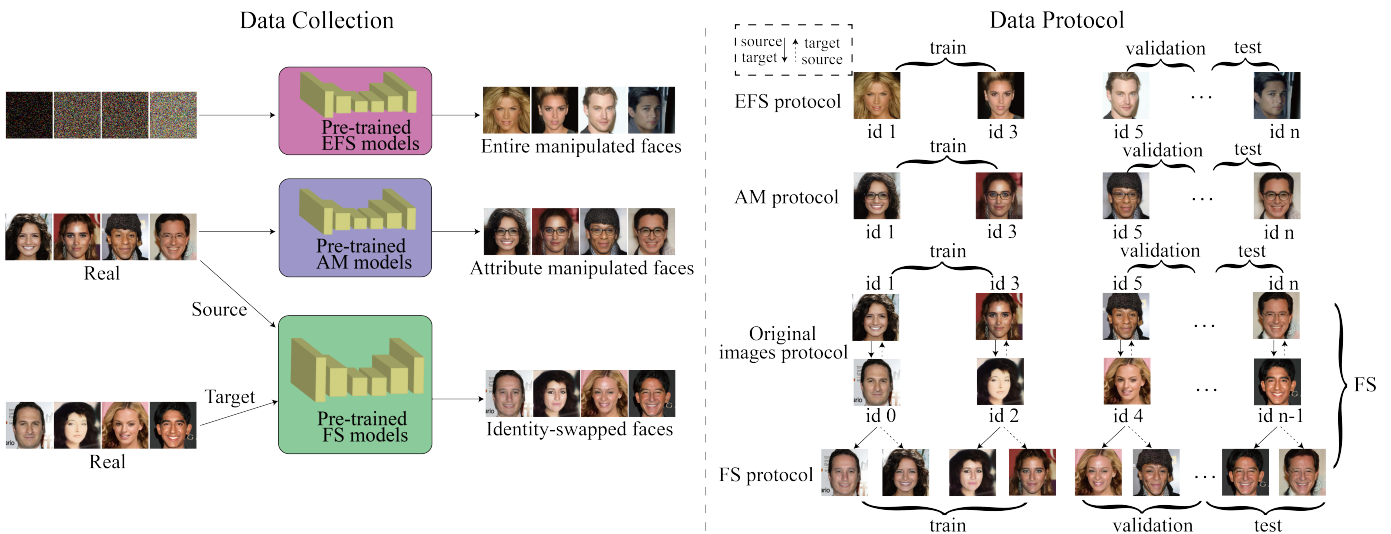 Data Collection
Pre-trained
EFS models
Entire manipulated faces
Real
Pre-trained
AM models
Attribute manipulated faces
Source
Target
Real
Pre-trained
FS models
Identity-swapped faces
Data Protocol
source
target
target
source
train
validation
test
EFS protocol
id 1
id 3
id 5
...
id n
train
validation
test
AM protocol
id 1
id 3
id 5
...
id n
train
validation
test
id 1
id 3
id 5
id n
Original
images protocol
...
...
id 0
id 2
id 4
id n-1
FS
FS protocol
...
train
validation
test